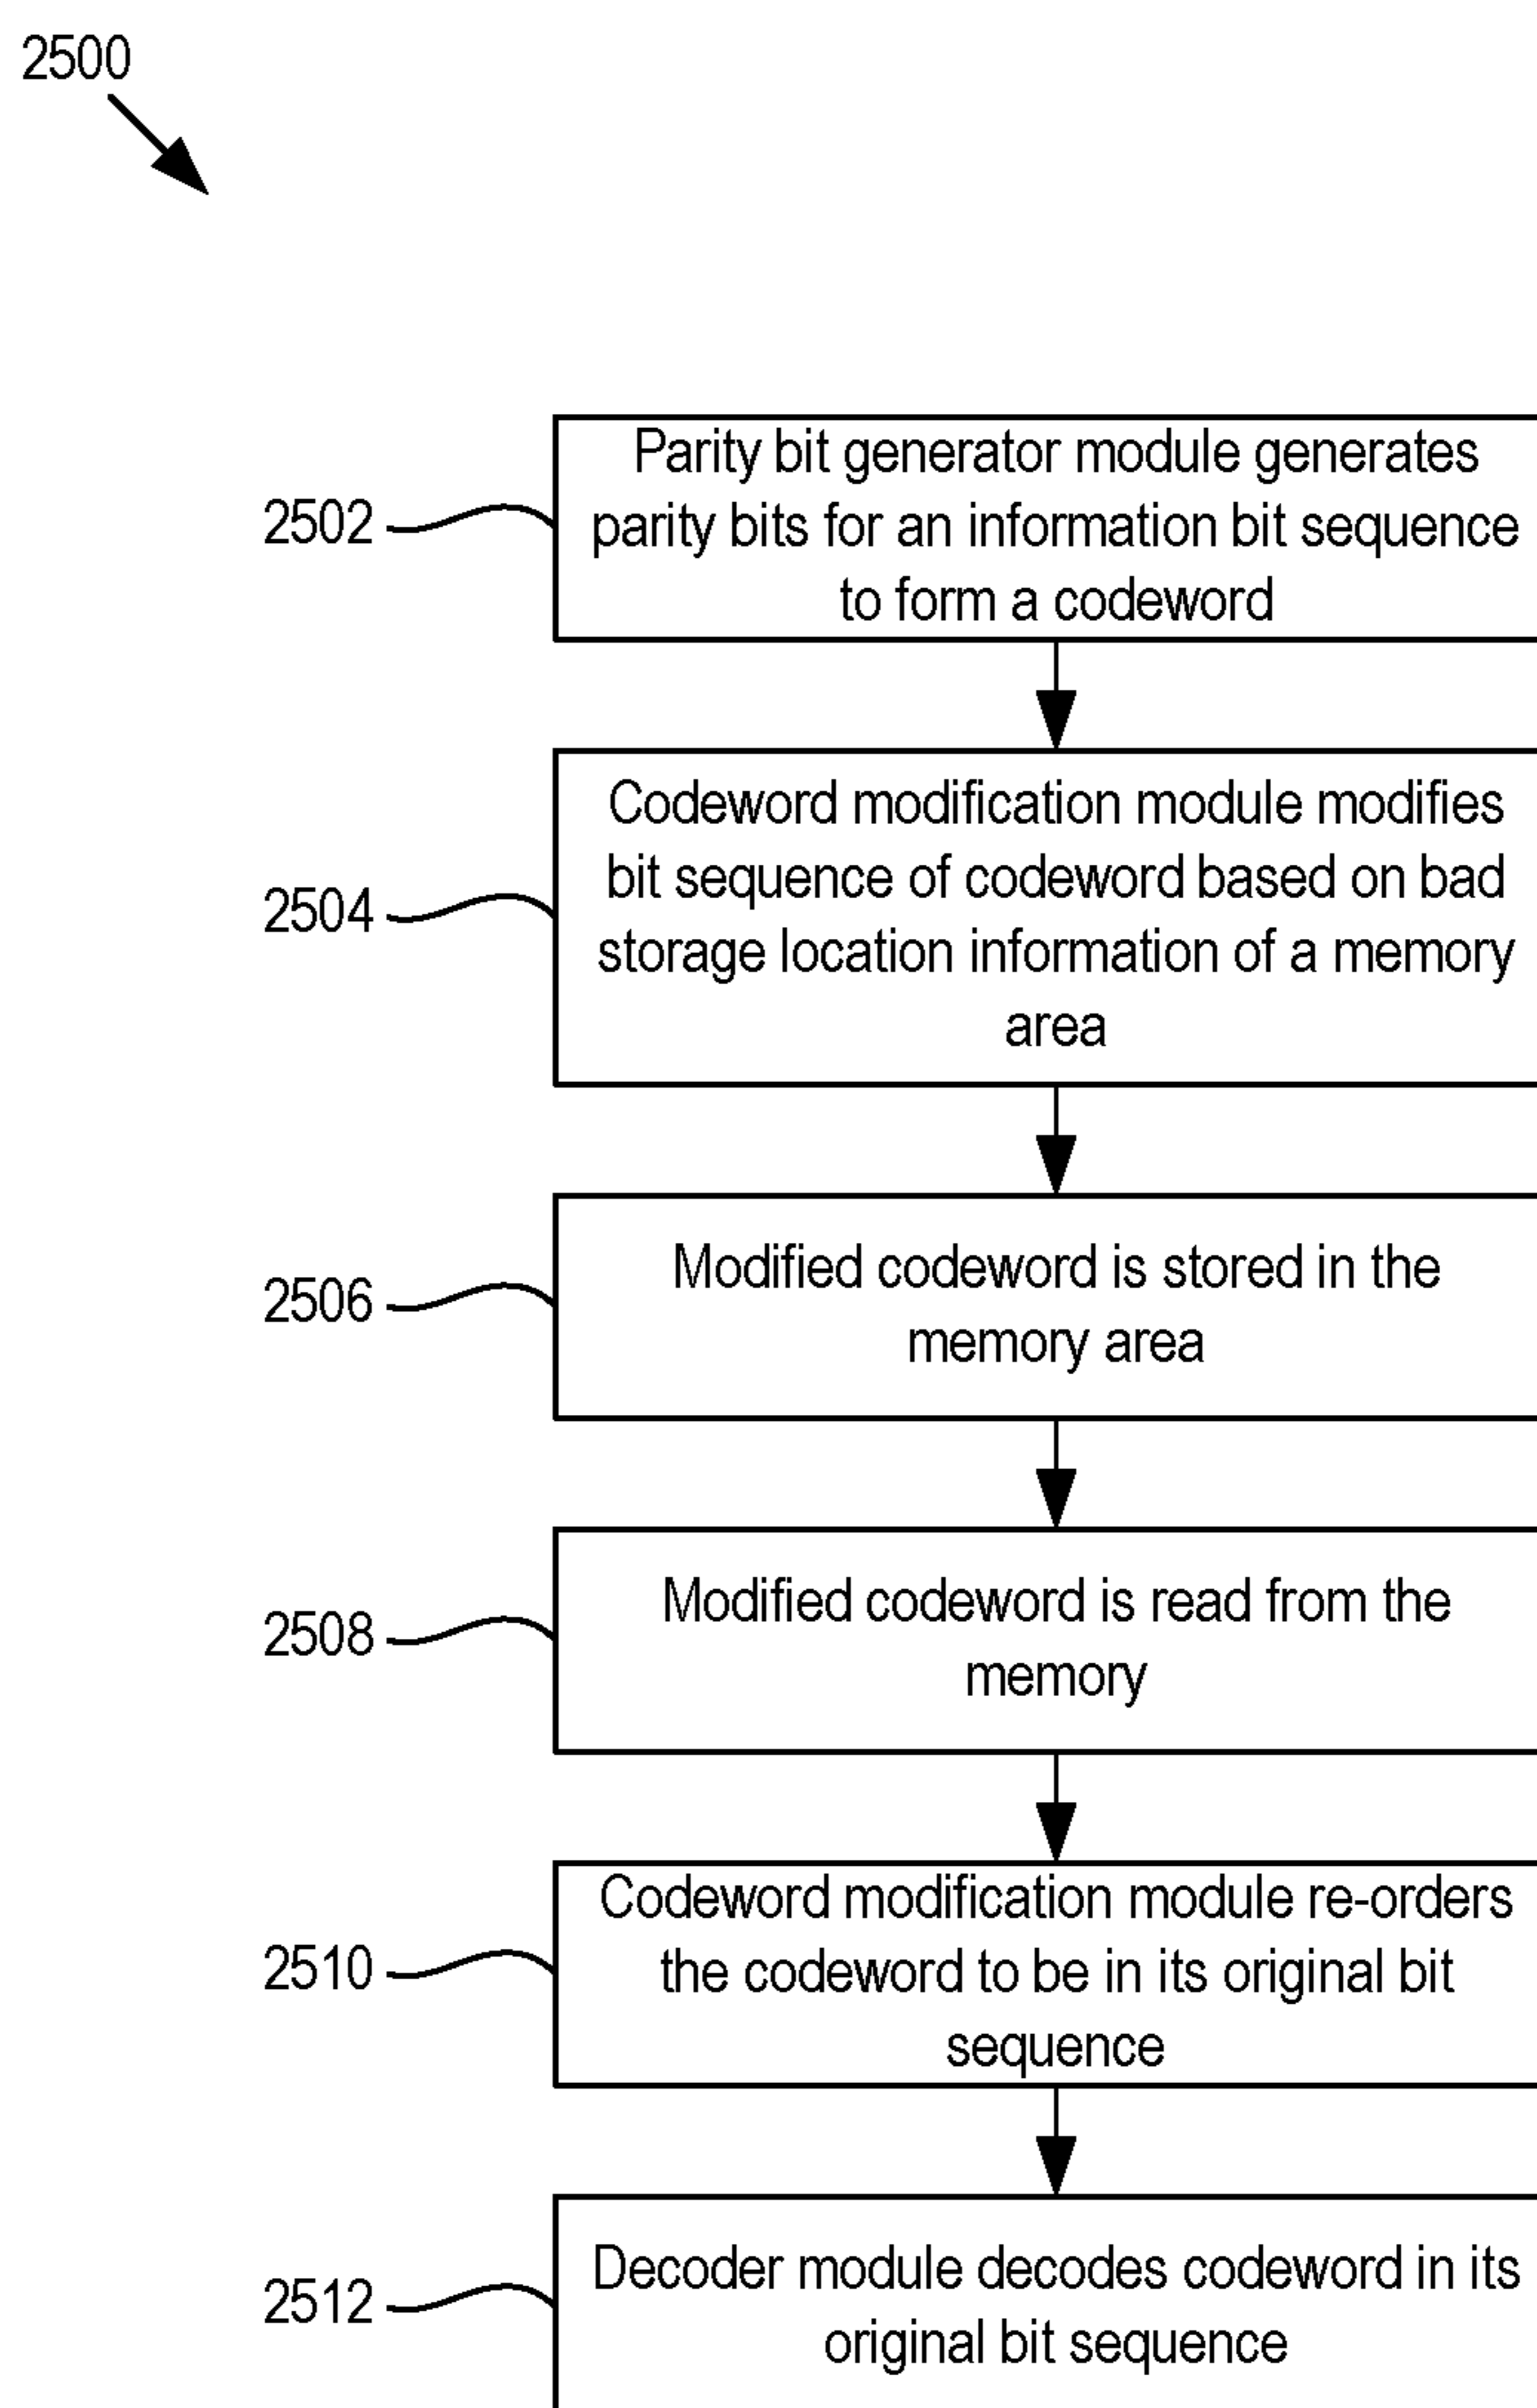 2500
Parity bit generator module generates
2502
parity bits for an information bit sequence
to form a codeword
Codeword modification module modifies
bit sequence of codeword based on bad
2504
storage location information of a memory
area
2506
Modified codeword is stored in the
memory area
2508
Modified codeword is read from the
memory
Codeword modification module re-orders
2510
the codeword to be in its original bit
sequence
2512
Decoder module decodes codeword in its
original bit sequence